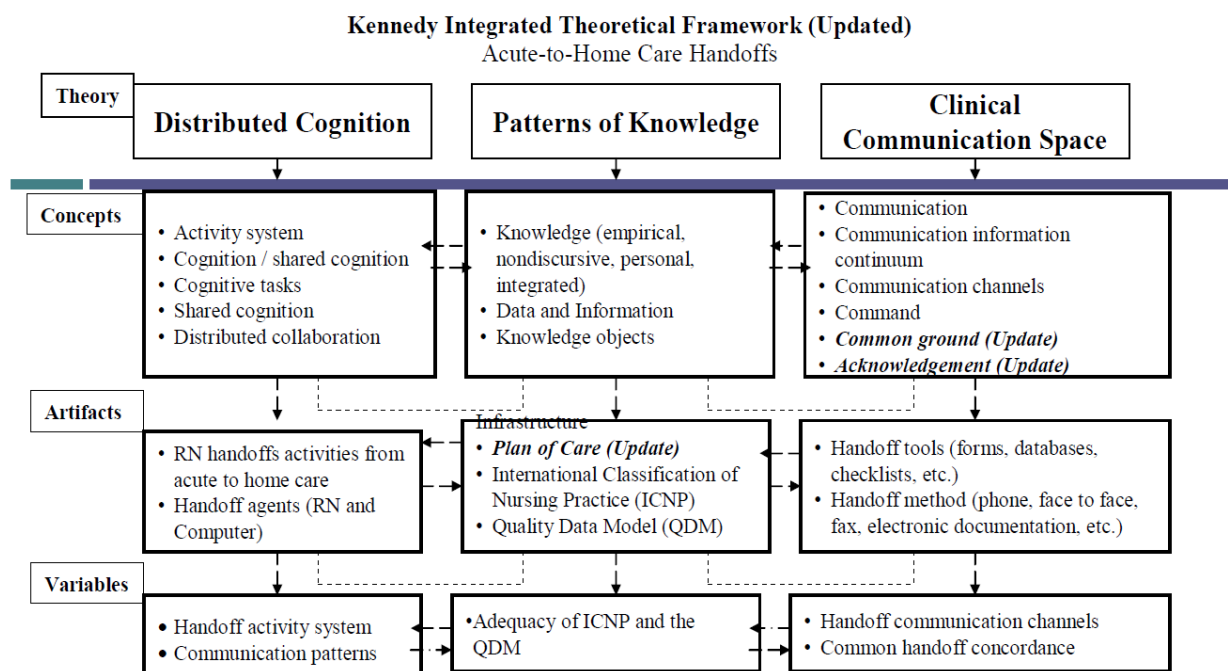 Kennedy Integrated Theoretical Framework (Updated)
Acute-to-Home Care Handoffs
Theory
Distributed Cognition
Patterns of Knowledge
Clinical
Communication Space
Concepts
• Activity system
• Cognition / shared cognition
• Cognitive tasks
• Shared cognition
• Distributed collaboration
• Knowledge (empirical,
nondiscursive, personal,
integrated)
• Data and Information
• Knowledge objects
• Communication
• Communication information
continuum
• Communication channels
• Command
• Common ground (Update)
• Acknowledgement (Update)
Artifacts
• RN handoffs activities from
acute to home care
• Handoff agents (RN and
Computer)
Infrastructure
• Plan of Care (Update)
• International Classification of
Nursing Practice (ICNP)
• Quality Data Model (QDM)
• Handoff tools (forms, databases,
checklists, etc.)
• Handoff method (phone, face to face,
fax, electronic documentation, etc.)
Variables
• Handoff activity system
• Communication patterns
•Adequacy of ICNP and the
QDM
• Handoff communication channels
• Common handoff concordance